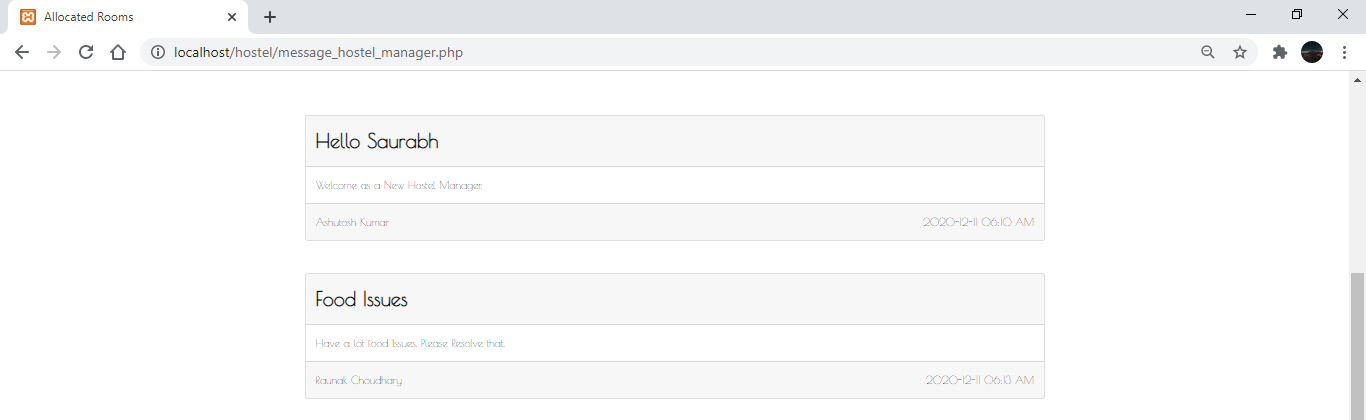 Allocated Rooms
localhost/hostel/message_hostel_manager.php
Hello Saurabh
Welcome as a New Hostel Manager.
Ashutosh Kumar 2020-12-11 06:10 AM
Food Issues
Have a lot food Issues. Please Resolve that.
Raunak Choudhary 2020-12-11 06:13 AM